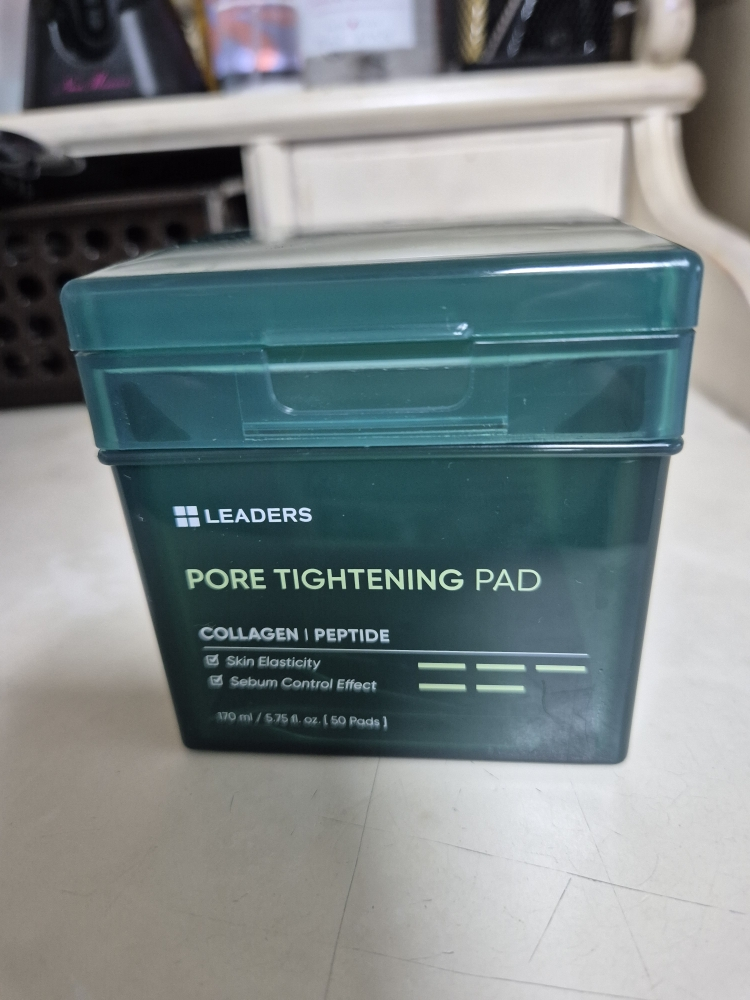 LEADERS
PORE TIGHTENING PAD
COLLAGEN | PEPTIDE
Skin Elasticity
Sebum Control Effect
170 ml / 5.75 fl. oz. [ 50 Pads ]